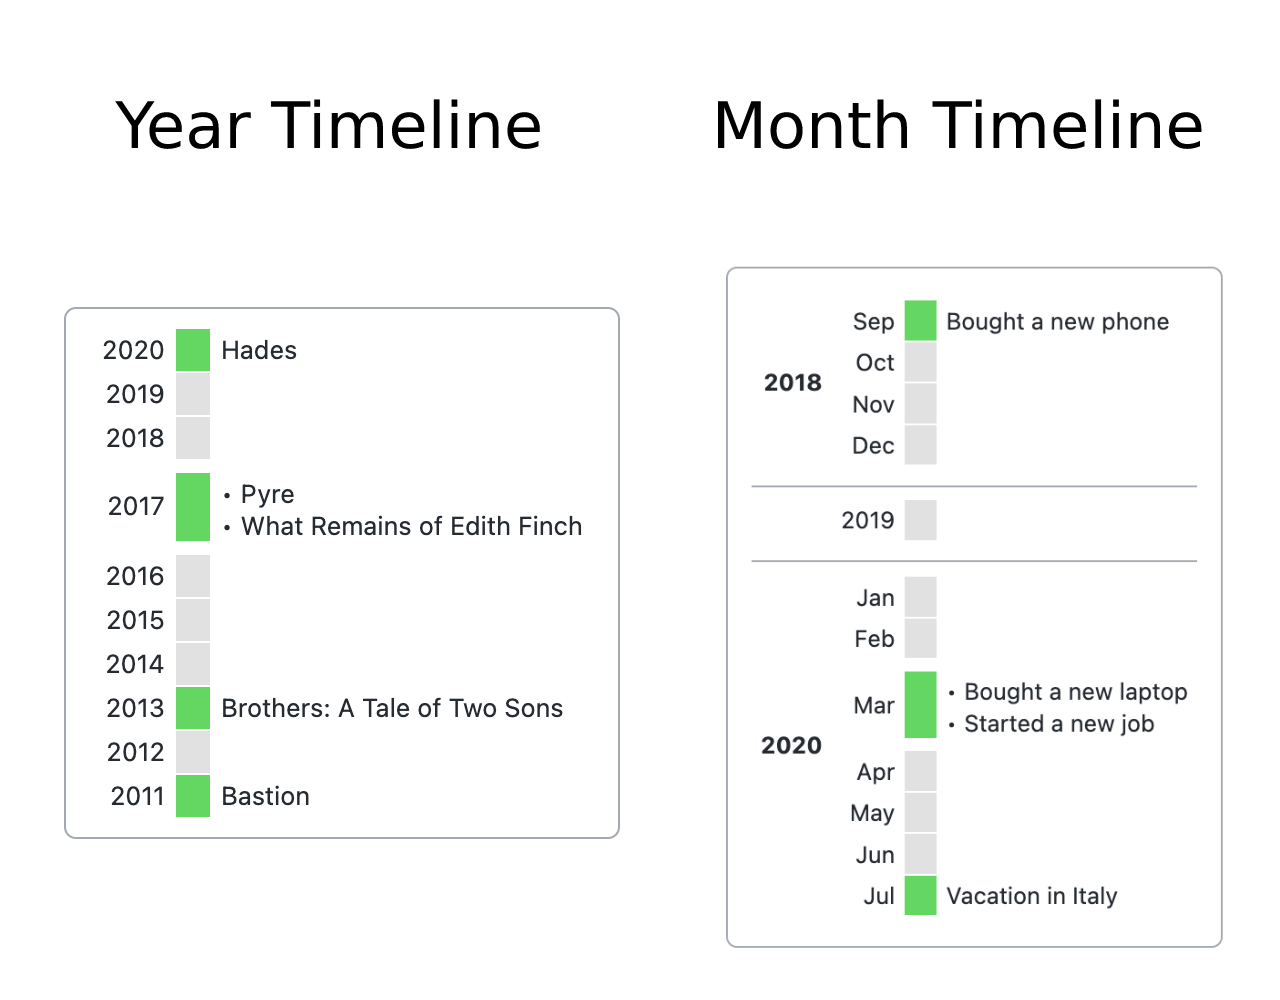 Year Timeline
2020 Hades
2019
2018
2017
• Pyre
• What Remains of Edith Finch
2016
2015
2014
2013 Brothers: A Tale of Two Sons
2012
2011 Bastion
Month Timeline
2018
Sep Bought a new phone
Oct
Nov
Dec
2019
2020
Jan
Feb
Mar
• Bought a new laptop
• Started a new job
Apr
May
Jun
Jul Vacation in Italy